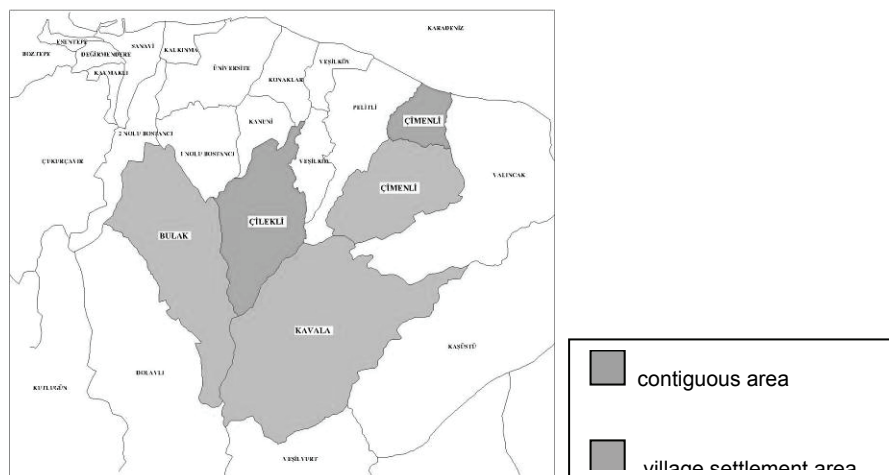 KARADENİZ
ESENTEPE
SANAYİ
BOZTEPE
DEĞİRMENDERE
KALKINMA
KAYMAKLI
ÜNİVERSİTE
YEŞİLKÖY
KONAKLAR
PELİTLİ
ÇİMENLİ
KANUNİ
2 NOLU BOSTANCI
1 NOLU BOSTANCI
ÇUKURÇAYIR
YEŞİLKÖY
YALINCAK
ÇİMENLİ
ÇİLEKLİ
BULAK
KAVALA
KAŞÜSTÜ
DOLAYLI
KUTLUGÜN
YEŞİLYURT
contiguous area
village settlement area